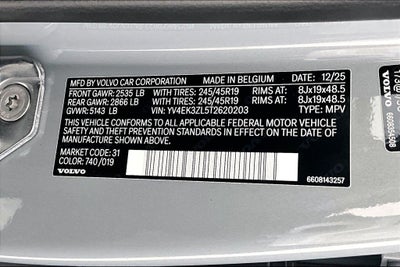 MFD BY VOLVO CAR CORPORATION MADE IN BELGIUM DATE: 12/25
FRONT GAWR: 2535 LB WITH TIRES: 245/45R19 RIMS AT: 8Jx19x48.5
REAR GAWR: 2866 LB WITH TIRES: 245/45R19 RIMS AT: 8Jx19x48.5
GVWR: 5143 LB VIN: YV4EK3ZL5T2620203 TYPE: MPV
THIS VEHICLE CONFORMS TO ALL APPLICABLE FEDERAL MOTOR VEHICLE
SAFETY AND THEFT PREVENTION STANDARDS IN EFFECT ON THE DATE
OF MANUFACTURE SHOWN ABOVE.
MARKET CODE: 31
COLOR: 740/019
VOLVO
6608143257
VOLVO